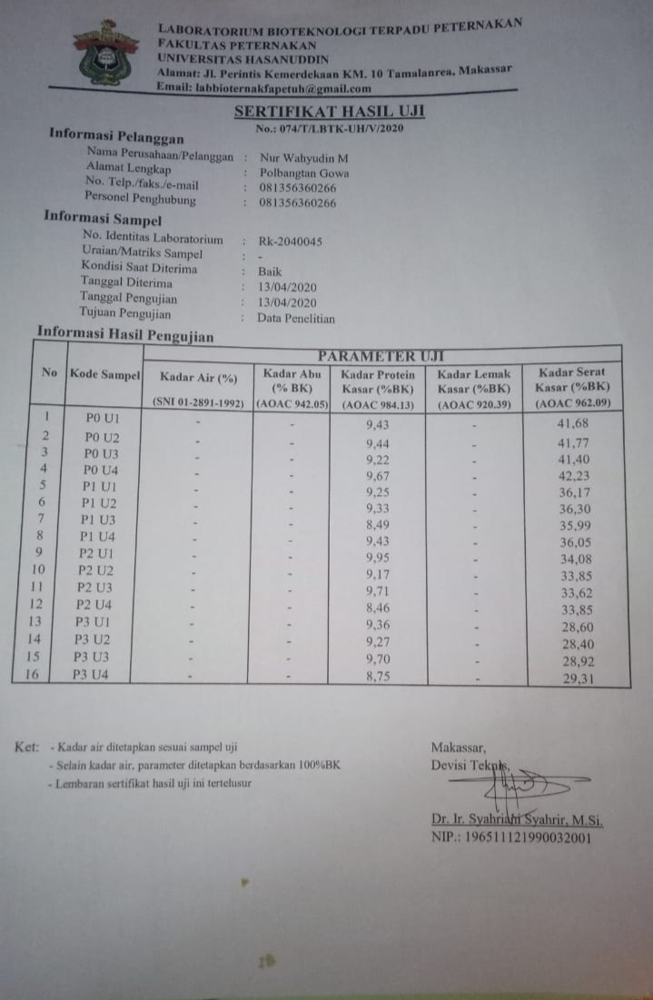 LABORATORIUM BIOTEKNOLOGI TERPADU PETERNAKAN
FAKULTAS PETERNAKAN
UNIVERSITAS HASANUDDIN
Alamat: Jl. Perintis Kemerdekaan KM. 10 Tamalanrea, Makassar
Email: labbioternakfapetuh@gmail.com
SERTIFIKAT HASIL UJI
No.: 074/T/LBTK-UH/V/2020
Informasi Pelanggan
Nama Perusahaan/Pelanggan : Nur Wahyudin M
Alamat Lengkap : Polbangtan Gowa
No. Telp./faks./e-mail : 081356360266
Personel Penghubung : 081356360266
Informasi Sampel
No. Identitas Laboratorium : Rk-2040045
Uraian/Matriks Sampel : -
Kondisi Saat Diterima : Baik
Tanggal Diterima : 13/04/2020
Tanggal Pengujian : 13/04/2020
Tujuan Pengujian : Data Penelitian
Informasi Hasil Pengujian
PARAMETER UJI
No Kode Sampel Kadar Air (%) Kadar Abu (% BK) Kadar Protein Kasar (%BK) Kadar Lemak Kasar (%BK) Kadar Serat Kasar (%BK)
(SNI 01-2891-1992) (AOAC 942.05) (AOAC 984.13) (AOAC 920.39) (AOAC 962.09)
1 P0 U1 - - 9,43 - 41,68
2 P0 U2 - - 9,44 - 41,77
3 P0 U3 - - 9,22 - 41,40
4 P0 U4 - - 9,67 - 42,23
5 P1 U1 - - 9,25 - 36,17
6 P1 U2 - - 9,33 - 36,30
7 P1 U3 - - 8,49 - 35,99
8 P1 U4 - - 9,43 - 36,05
9 P2 U1 - - 9,95 - 34,08
10 P2 U2 - - 9,17 - 33,85
11 P2 U3 - - 9,71 - 33,62
12 P2 U4 - - 8,46 - 33,85
13 P3 U1 - - 9,36 - 28,60
14 P3 U2 - - 9,27 - 28,40
15 P3 U3 - - 9,70 - 28,92
16 P3 U4 - - 8,75 - 29,31
Ket: - Kadar air ditetapkan sesuai sampel uji
- Selain kadar air, parameter ditetapkan berdasarkan 100%BK
- Lembaran sertifikat hasil uji ini tertelusur
Makassar,
Devisi Teknis,
Dr. Ir. Syahriani Syahrir, M.Si.
NIP.: 196511121990032001